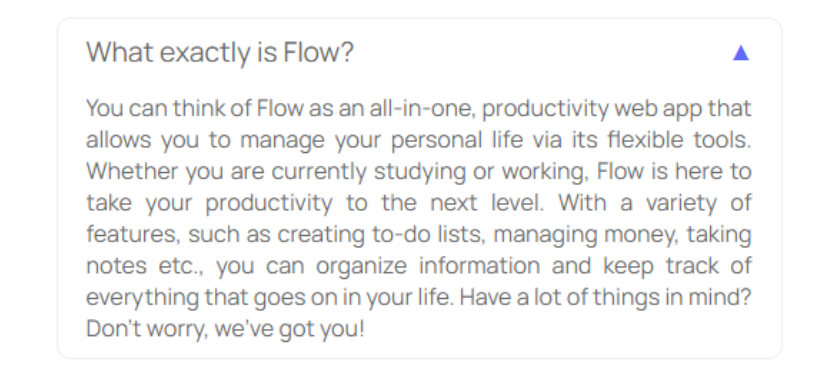 What exactly is Flow?
You can think of Flow as an all-in-one, productivity web app that
allows you to manage your personal life via its flexible tools.
Whether you are currently studying or working, Flow is here to
take your productivity to the next level. With a variety of
features, such as creating to-do lists, managing money, taking
notes etc., you can organize information and keep track of
everything that goes on in your life. Have a lot of things in mind?
Don't worry, we've got you!